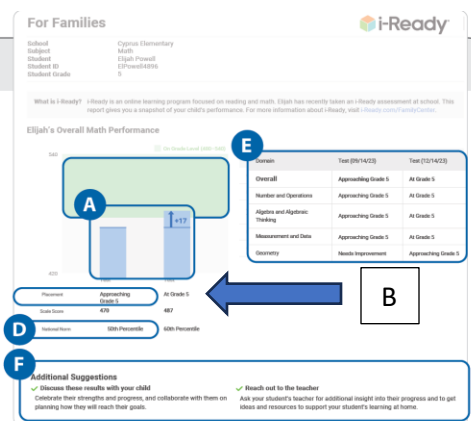 For Families
i-Ready
School Cyprus Elementary
Subject Math
Student Elijah Powell
Student ID ElPowell4896
Student Grade 5
What is i-Ready? i-Ready is an online learning program focused on reading and math. Elijah has recently taken an i-Ready assessment at school. This
report gives you a snapshot of your child's performance. For more information about i-Ready, visit i-Ready.com/FamilyCenter.
Elijah's Overall Math Performance
540
E
Domain Test (09/14/23) Test (12/14/23)
Overall Approaching Grade 5 At Grade 5
Number and Operations Approaching Grade 5 At Grade 5
Algebra and Algebraic
Thinking Approaching Grade 5 At Grade 5
Measurement and Data Approaching Grade 5 At Grade 5
Geometry Needs Improvement Approaching Grade 5
A
+17
420
B
Placement Approaching
Grade 5 At Grade 5
Scale Score 470 487
D
National Norm 50th Percentile 60th Percentile
F
Additional Suggestions
Discuss these results with your child
Celebrate their strengths and progress, and collaborate with them on
planning how they will reach their goals.
Reach out to the teacher
Ask your student's teacher for additional insight into their progress and to get
ideas and resources to support your student's learning at home.